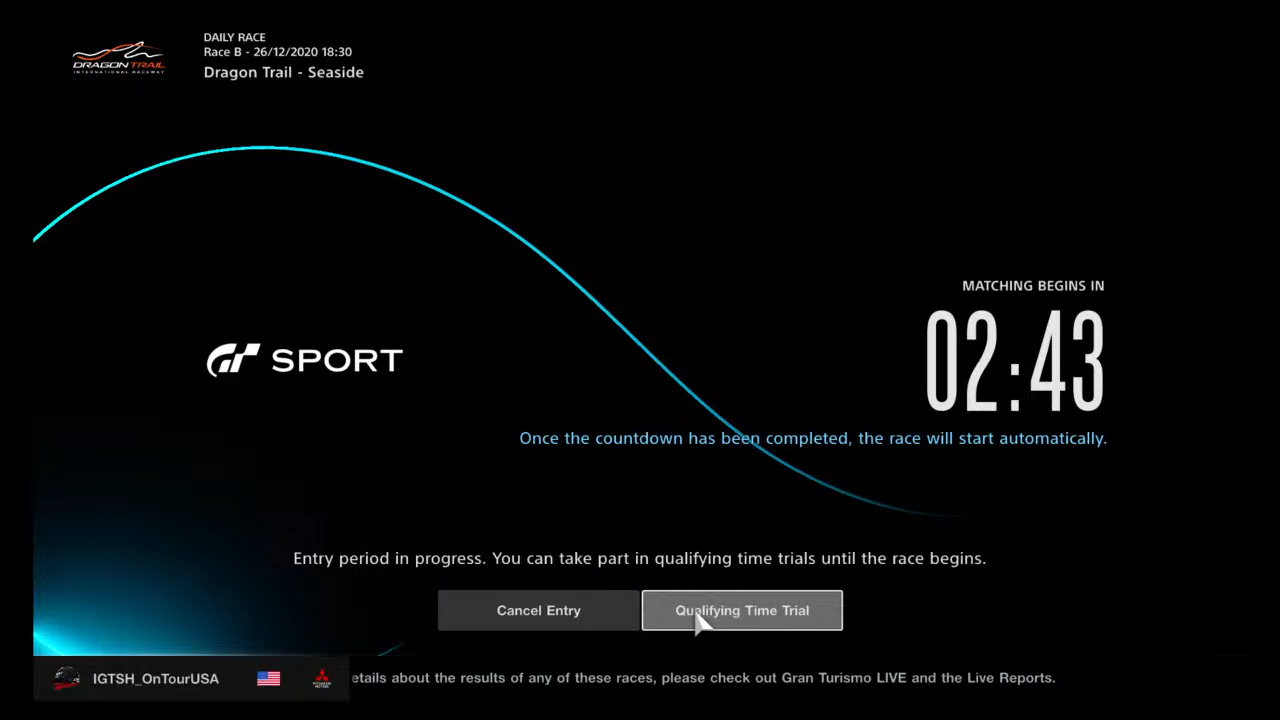 DRAGON TRAIL
INTERNATIONAL RACEWAY
DAILY RACE
Race B - 26/12/2020 18:30
Dragon Trail - Seaside
MATCHING BEGINS IN
02:43
GT SPORT
Once the countdown has been completed, the race will start automatically.
Entry period in progress. You can take part in qualifying time trials until the race begins.
Cancel Entry
Qualifying Time Trial
IGTSH_OnTourUSA
etails about the results of any of these races, please check out Gran Turismo LIVE and the Live Reports.